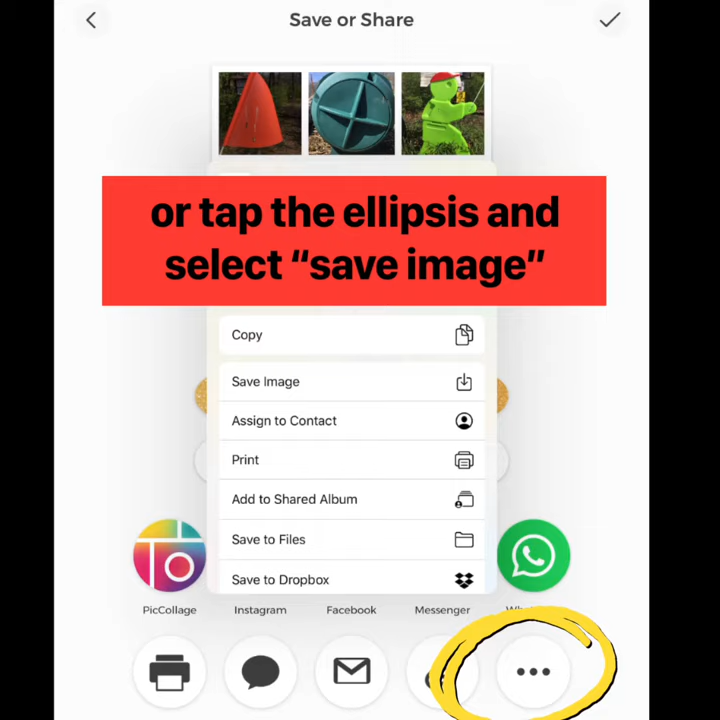 Save or Share
or tap the ellipsis and
select “save image”
Copy
Save Image
Assign to Contact
Print
Add to Shared Album
Save to Files
Save to Dropbox
PicCollage
Instagram
Facebook
Messenger